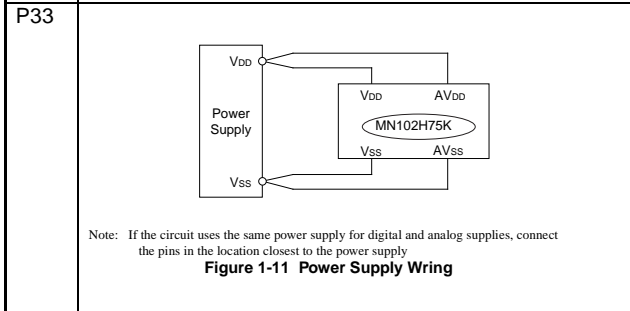 P33
VDD
VDD AVDD
Power
Supply
MN102H75K
VSS AVSS
VSS
Note: If the circuit uses the same power supply for digital and analog supplies, connect
the pins in the location closest to the power supply
Figure 1-11 Power Supply Wring